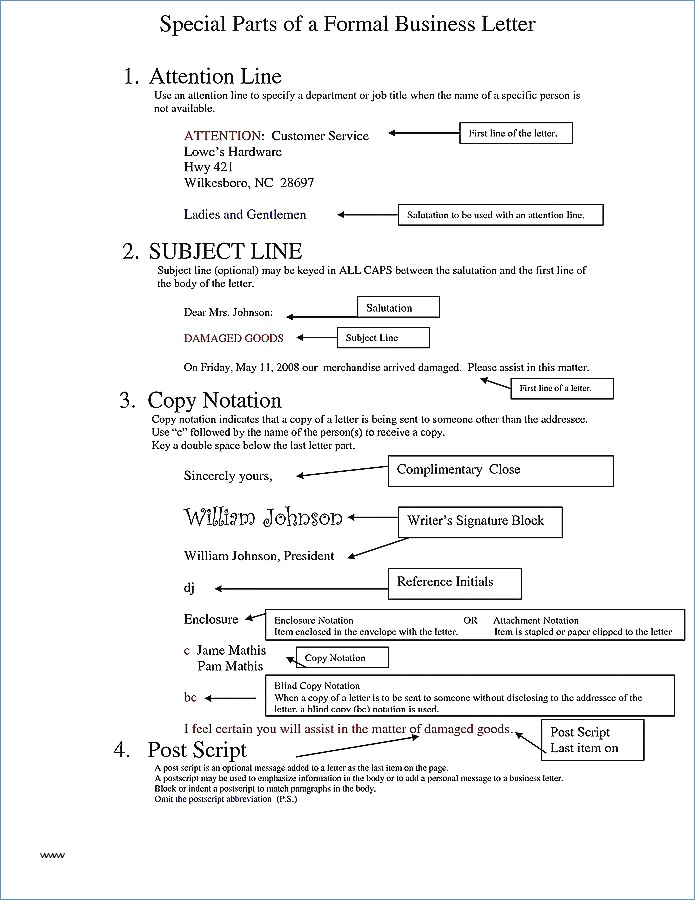 Special Parts of a Formal Business Letter
1. Attention Line
Use an attention line to specify a department or job title when the name of a specific person is
not available.
ATTENTION: Customer Service
First line of the letter.
Lowe's Hardware
Hwy 421
Wilkesboro, NC 28697
Ladies and Gentlemen
Salutation to be used with an attention line.
2. SUBJECT LINE
Subject line (optional) may be keyed in ALL CAPS between the salutation and the first line of
the body of the letter.
Dear Mrs. Johnson:
Salutation
DAMAGED GOODS
Subject Line
On Friday, May 11, 2008 our merchandise arrived damaged. Please assist in this matter.
First line of a letter.
3. Copy Notation
Copy notation indicates that a copy of a letter is being sent to someone other than the addressee.
Use "c" followed by the name of the person(s) to receive a copy.
Key a double space below the last letter part.
Sincerely yours,
Complimentary Close
William Johnson
Writer's Signature Block
William Johnson, President
dj
Reference Initials
Enclosure
Enclosure Notation OR Attachment Notation
Item enclosed in the envelope with the letter. Item is stapled or paper clipped to the letter
c Jame Mathis
Pam Mathis
Copy Notation
bc
Blind Copy Notation
When a copy of a letter is to be sent to someone without disclosing to the addressee of the
letter, a blind copy (bc) notation is used.
I feel certain you will assist in the matter of damaged goods.
Post Script
Last item on
4. Post Script
A post script is an optional message added to a letter as the last item on the page.
A postscript may be used to emphasize information in the body or to add a personal message to a business letter.
Block or indent a postscript to match paragraphs in the body.
Omit the postscript abbreviation (P.S.)
www